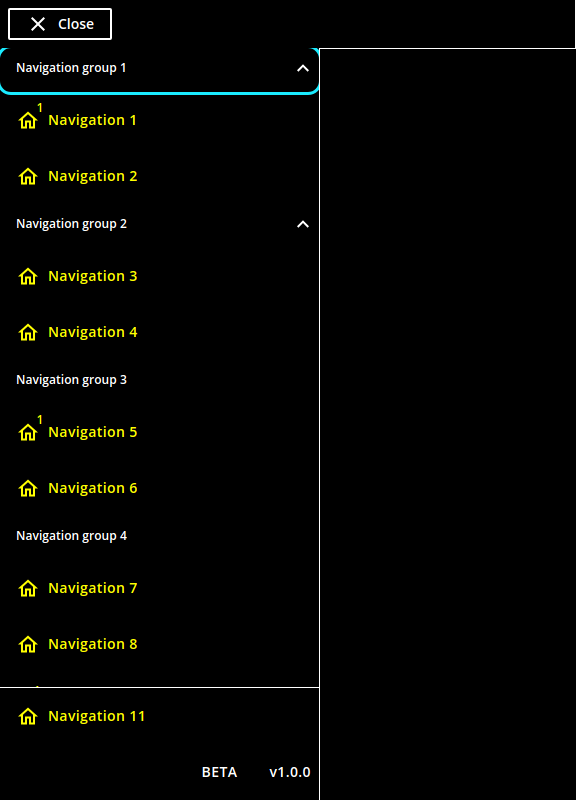 Close
Navigation group 1
1
Navigation 1
Navigation 2
Navigation group 2
Navigation 3
Navigation 4
Navigation group 3
1
Navigation 5
Navigation 6
Navigation group 4
Navigation 7
Navigation 8
Navigation 11
BETA v1.0.0